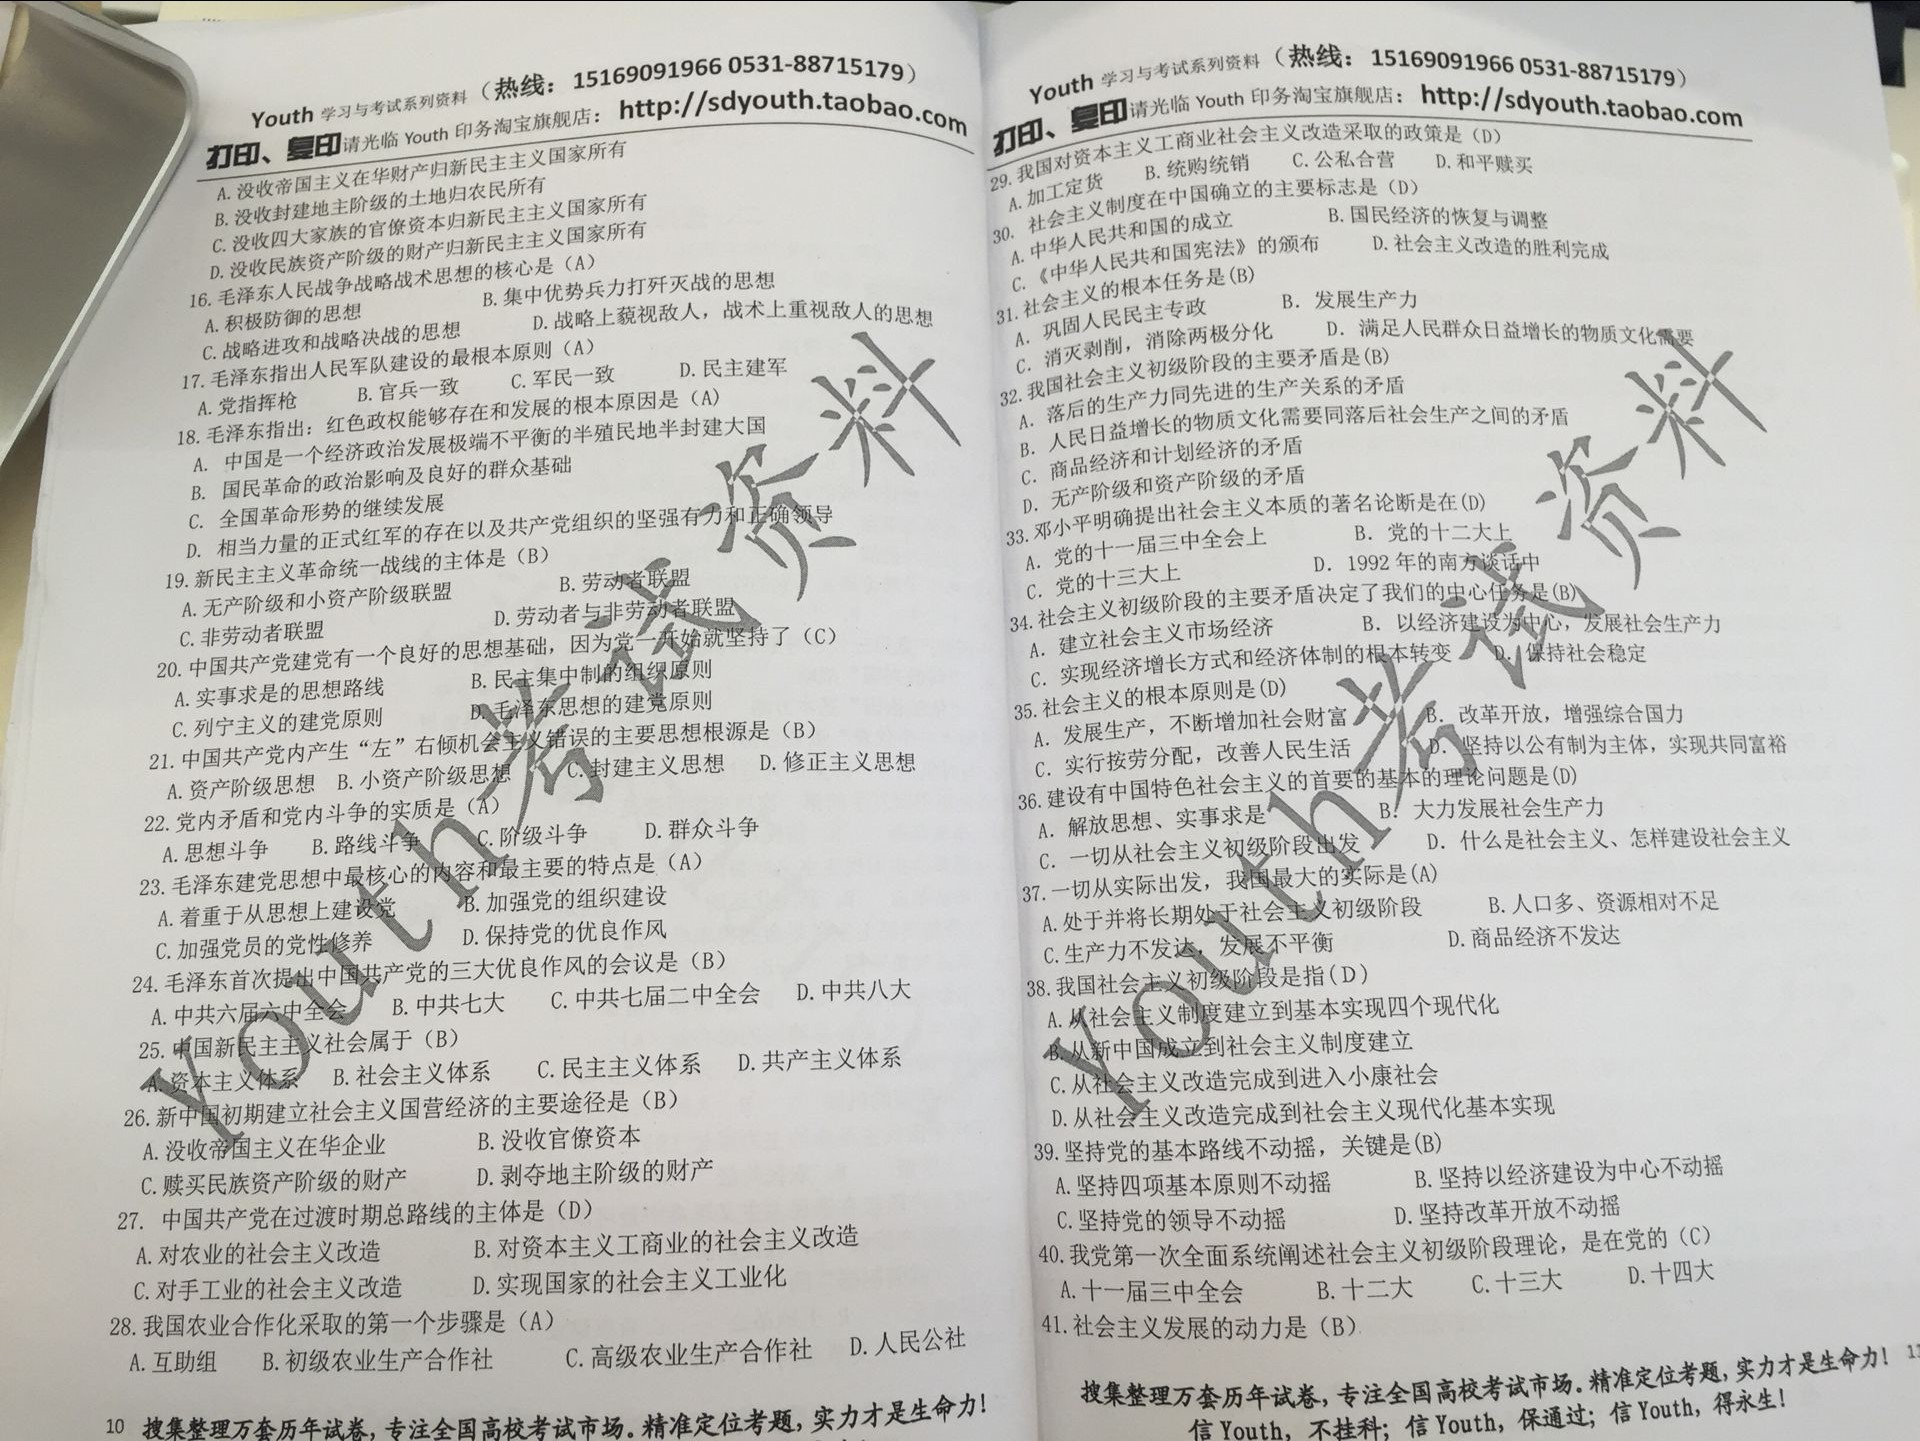 Youth 学习与考试系列资料（热线：15169091966 0531-88715179）
打印、复印请光临 Youth 印务淘宝旗舰店：http://sdyouth.taobao.com
A.没收帝国主义在华财产归新民主主义国家所有
B.没收封建地主阶级的土地归农民所有
C.没收四大家族的官僚资本归新民主主义国家所有
D.没收民族资产阶级的财产归新民主主义国家所有
16.毛泽东人民战争战略战术思想的核心是（A）
A.积极防御的思想 B.集中优势兵力打歼灭战的思想
C.战略进攻和战略决战的思想 D.战略上藐视敌人，战术上重视敌人的思想
17.毛泽东指出人民军队建设的最根本原则（A）
A.党指挥枪 B.官兵一致 C.军民一致 D.民主建军
18.毛泽东指出：红色政权能够存在和发展的根本原因是（A）
A. 中国是一个经济政治发展极端不平衡的半殖民地半封建大国
B. 国民革命的政治影响及良好的群众基础
C. 全国革命形势的继续发展
D. 相当力量的正式红军的存在以及共产党组织的坚强有力和正确领导
19.新民主主义革命统一战线的主体是（B）
A.无产阶级和小资产阶级联盟 B.劳动者联盟
C.非劳动者联盟 D.劳动者与非劳动者联盟
20.中国共产党建党有一个良好的思想基础，因为党一开始就坚持了（C）
A.实事求是的思想路线 B.民主集中制的组织原则
C.列宁主义的建党原则 D.毛泽东思想的建党原则
21.中国共产党内产生“左”右倾机会主义错误的主要思想根源是（B）
A.资产阶级思想 B.小资产阶级思想 C.封建主义思想 D.修正主义思想
22.党内矛盾和党内斗争的实质是（A）
A.思想斗争 B.路线斗争 C.阶级斗争 D.群众斗争
23.毛泽东建党思想中最核心的内容和最主要的特点是（A）
A.着重于从思想上建设党 B.加强党的组织建设
C.加强党员的党性修养 D.保持党的优良作风
24.毛泽东首次提出中国共产党的三大优良作风的会议是（B）
A.中共六届六中全会 B.中共七大 C.中共七届二中全会 D.中共八大
25.中国新民主主义社会属于（B）
A.资本主义体系 B.社会主义体系 C.民主主义体系 D.共产主义体系
26.新中国初期建立社会主义国营经济的主要途径是（B）
A.没收帝国主义在华企业 B.没收官僚资本
C.赎买民族资产阶级的财产 D.剥夺地主阶级的财产
27. 中国共产党在过渡时期总路线的主体是（D）
A.对农业的社会主义改造 B.对资本主义工商业的社会主义改造
C.对手工业的社会主义改造 D.实现国家的社会主义工业化
28.我国农业合作化采取的第一个步骤是（A）
A.互助组 B.初级农业生产合作社 C.高级农业生产合作社 D.人民公社
10 搜集整理万套历年试卷，专注全国高校考试市场。精准定位考题，实力才是生命力！
Youth考试资料
Youth 学习与考试系列资料（热线：15169091966 0531-88715179）
打印、复印请光临 Youth 印务淘宝旗舰店：http://sdyouth.taobao.com
29.我国对资本主义工商业社会主义改造采取的政策是（D）
A.加工定货 B.统购统销 C.公私合营 D.和平赎买
30. 社会主义制度在中国确立的主要标志是（D）
A.中华人民共和国的成立 B.国民经济的恢复与调整
C.《中华人民共和国宪法》的颁布 D.社会主义改造的胜利完成
31.社会主义的根本任务是(B)
A．巩固人民民主专政 B．发展生产力
C．消灭剥削，消除两极分化 D．满足人民群众日益增长的物质文化需要
32.我国社会主义初级阶段的主要矛盾是(B)
A．落后的生产力同先进的生产关系的矛盾
B．人民日益增长的物质文化需要同落后社会生产之间的矛盾
C．商品经济和计划经济的矛盾
D．无产阶级和资产阶级的矛盾
33.邓小平明确提出社会主义本质的著名论断是在(D)
A．党的十一届三中全会上 B．党的十二大上
C．党的十三大上 D．1992 年的南方谈话中
34.社会主义初级阶段的主要矛盾决定了我们的中心任务是(B)
A．建立社会主义市场经济 B．以经济建设为中心，发展社会生产力
C．实现经济增长方式和经济体制的根本转变 D．保持社会稳定
35.社会主义的根本原则是(D)
A．发展生产，不断增加社会财富 B．改革开放，增强综合国力
C．实行按劳分配，改善人民生活 D．坚持以公有制为主体，实现共同富裕
36.建设有中国特色社会主义的首要的基本的理论问题是(D)
A．解放思想、实事求是 B．大力发展社会生产力
C．一切从社会主义初级阶段出发 D．什么是社会主义、怎样建设社会主义
37.一切从实际出发，我国最大的实际是(A)
A.处于并将长期处于社会主义初级阶段 B.人口多、资源相对不足
C.生产力不发达，发展不平衡 D.商品经济不发达
38.我国社会主义初级阶段是指(D)
A.从社会主义制度建立到基本实现四个现代化
B.从新中国成立到社会主义制度建立
C.从社会主义改造完成到进入小康社会
D.从社会主义改造完成到社会主义现代化基本实现
39.坚持党的基本路线不动摇，关键是(B)
A.坚持四项基本原则不动摇 B.坚持以经济建设为中心不动摇
C.坚持党的领导不动摇 D.坚持改革开放不动摇
40.我党第一次全面系统阐述社会主义初级阶段理论，是在党的（C）
A.十一届三中全会 B.十二大 C.十三大 D.十四大
41.社会主义发展的动力是（B）
搜集整理万套历年试卷，专注全国高校考试市场。精准定位考题，实力才是生命力！
信 Youth，不挂科；信 Youth，保通过；信 Youth，得永生！
Youth考试资料